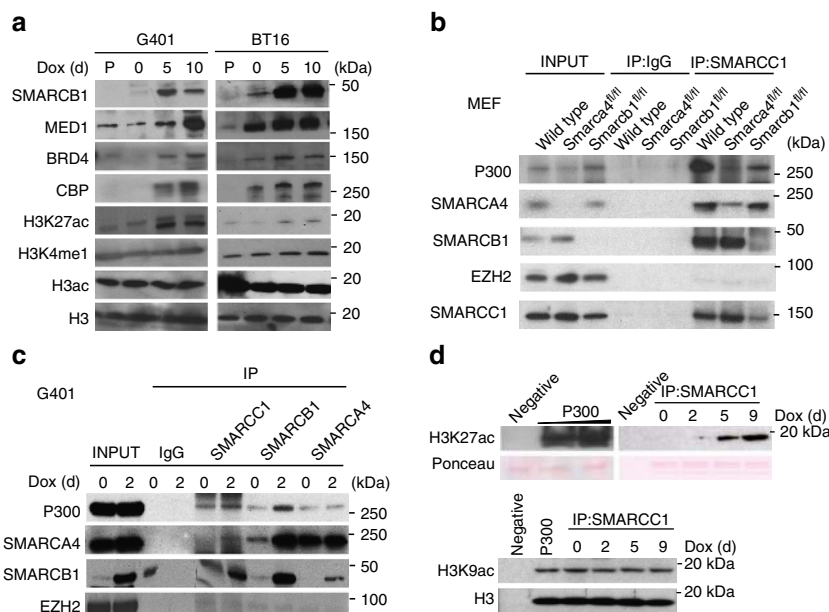 a
G401 BT16
Dox (d) P 0 5 10 P 0 5 10 (kDa)
SMARCB1 50
MED1 150
BRD4 150
CBP 250
H3K27ac 20
H3K4me1 20
H3ac 20
H3 20
b
INPUT IP:IgG IP:SMARCC1
MEF
Wild type Smarca4fl/fl Smarcb1fl/fl Wild type Smarca4fl/fl Smarcb1fl/fl Wild type Smarca4fl/fl Smarcb1fl/fl
(kDa)
P300 250
SMARCA4 250
SMARCB1 50
EZH2 100
SMARCC1 150
c
G401
IP
INPUT IgG SMARCC1 SMARCB1 SMARCA4
Dox (d) 0 2 0 2 0 2 0 2 0 2 (kDa)
P300 250
SMARCA4 250
SMARCB1 50
EZH2 100
d
Negative P300 Negative IP:SMARCC1
0 2 5 9 Dox (d)
H3K27ac 20 kDa
Ponceau
Negative P300 IP:SMARCC1
0 2 5 9 Dox (d)
H3K9ac 20 kDa
H3 20 kDa